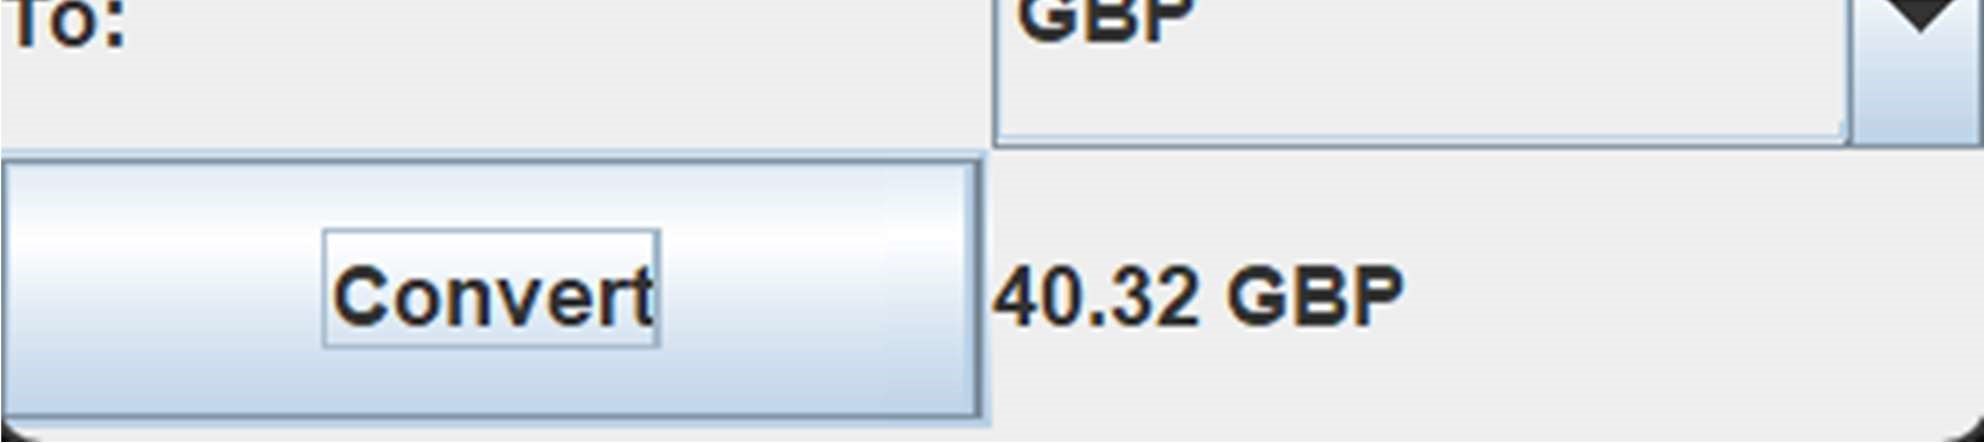 To: GBP
Convert 40.32 GBP